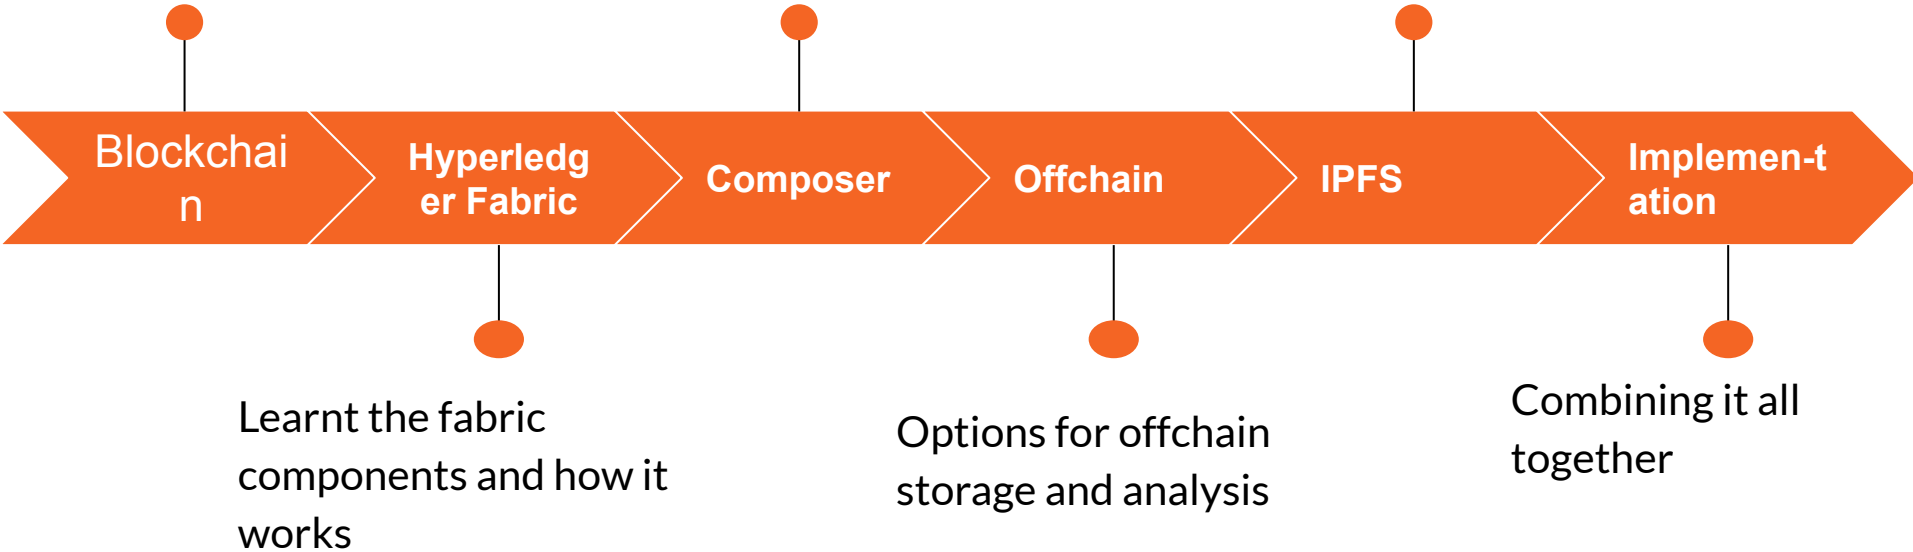 Blockchai
n
Hyperledg
er Fabric
Composer
Offchain
IPFS
Implemen-t
ation
Learnt the fabric
components and how it
works
Options for offchain
storage and analysis
Combining it all
together